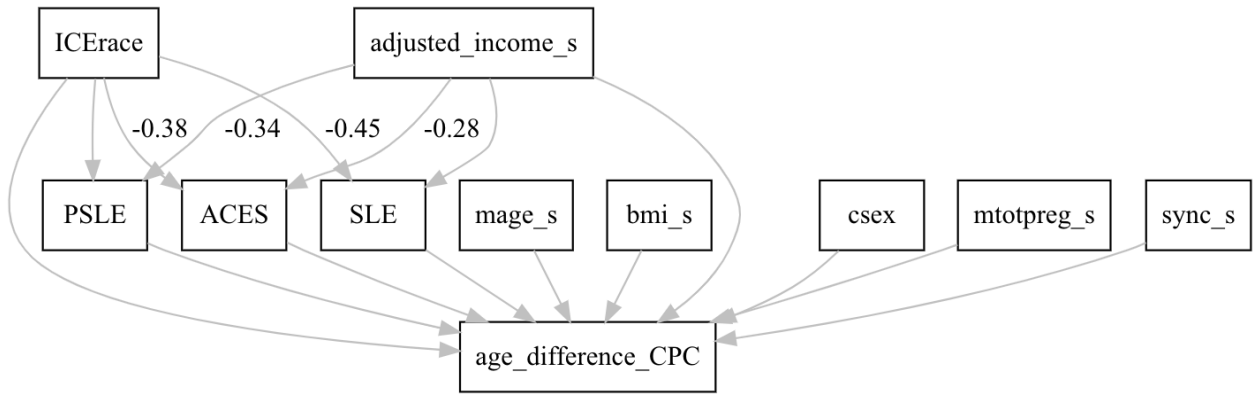 ICErace
adjusted_income_s
-0.38
-0.34
-0.45
-0.28
PSLE
ACES
SLE
mage_s
bmi_s
csex
mtotpreg_s
sync_s
age_difference_CPC